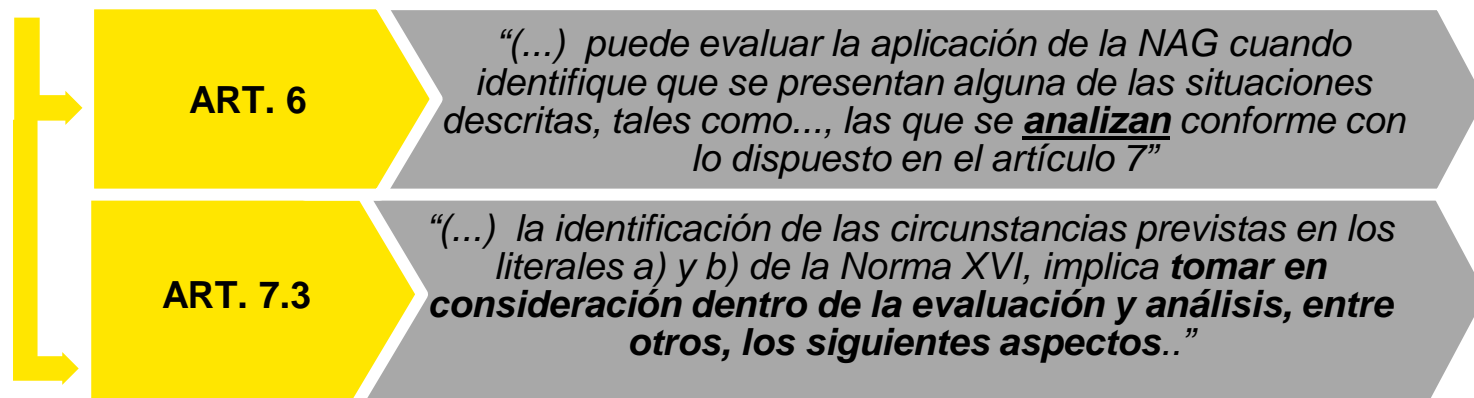 ART. 6
“(...) puede evaluar la aplicación de la NAG cuando
identifique que se presentan alguna de las situaciones
descritas, tales como..., las que se analizan conforme con
lo dispuesto en el artículo 7”
ART. 7.3
“(...) la identificación de las circunstancias previstas en los
literales a) y b) de la Norma XVI, implica tomar en
consideración dentro de la evaluación y análisis, entre
otros, los siguientes aspectos..”